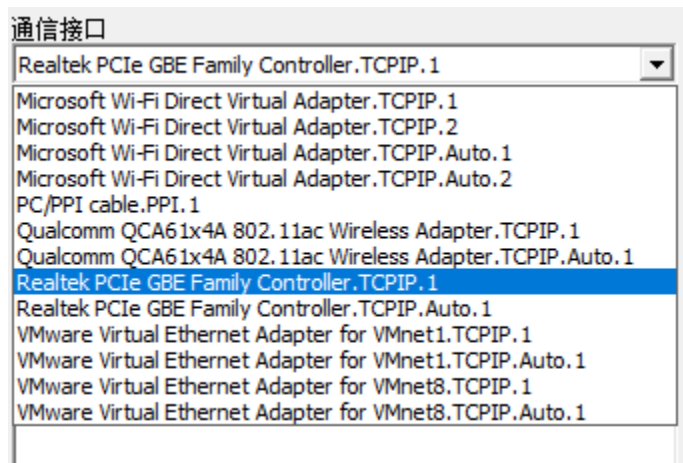 通信接口
Realtek PCIe GBE Family Controller.TCPIP.1
Microsoft Wi-Fi Direct Virtual Adapter.TCPIP.1
Microsoft Wi-Fi Direct Virtual Adapter.TCPIP.2
Microsoft Wi-Fi Direct Virtual Adapter.TCPIP.Auto.1
Microsoft Wi-Fi Direct Virtual Adapter.TCPIP.Auto.2
PC/PPI cable.PPI.1
Qualcomm QCA61x4A 802.11ac Wireless Adapter.TCPIP.1
Qualcomm QCA61x4A 802.11ac Wireless Adapter.TCPIP.Auto.1
Realtek PCIe GBE Family Controller.TCPIP.1
Realtek PCIe GBE Family Controller.TCPIP.Auto.1
VMware Virtual Ethernet Adapter for VMnet1.TCPIP.1
VMware Virtual Ethernet Adapter for VMnet1.TCPIP.Auto.1
VMware Virtual Ethernet Adapter for VMnet8.TCPIP.1
VMware Virtual Ethernet Adapter for VMnet8.TCPIP.Auto.1